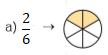 a) 2/6 →